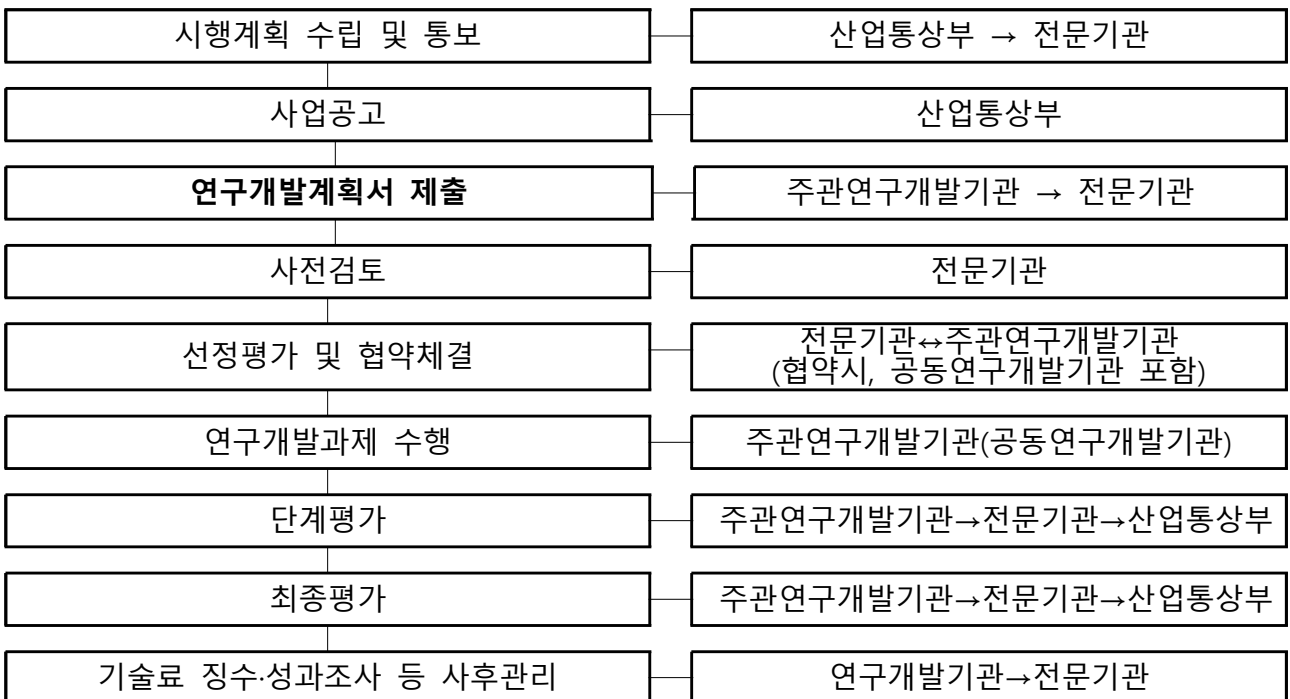 시행계획 수립 및 통보
산업통상부 → 전문기관
사업공고
산업통상부
연구개발계획서 제출
주관연구개발기관 → 전문기관
사전검토
전문기관
선정평가 및 협약체결
전문기관↔주관연구개발기관
(협약시, 공동연구개발기관 포함)
연구개발과제 수행
주관연구개발기관(공동연구개발기관)
단계평가
주관연구개발기관→전문기관→산업통상부
최종평가
주관연구개발기관→전문기관→산업통상부
기술료 징수·성과조사 등 사후관리
연구개발기관→전문기관